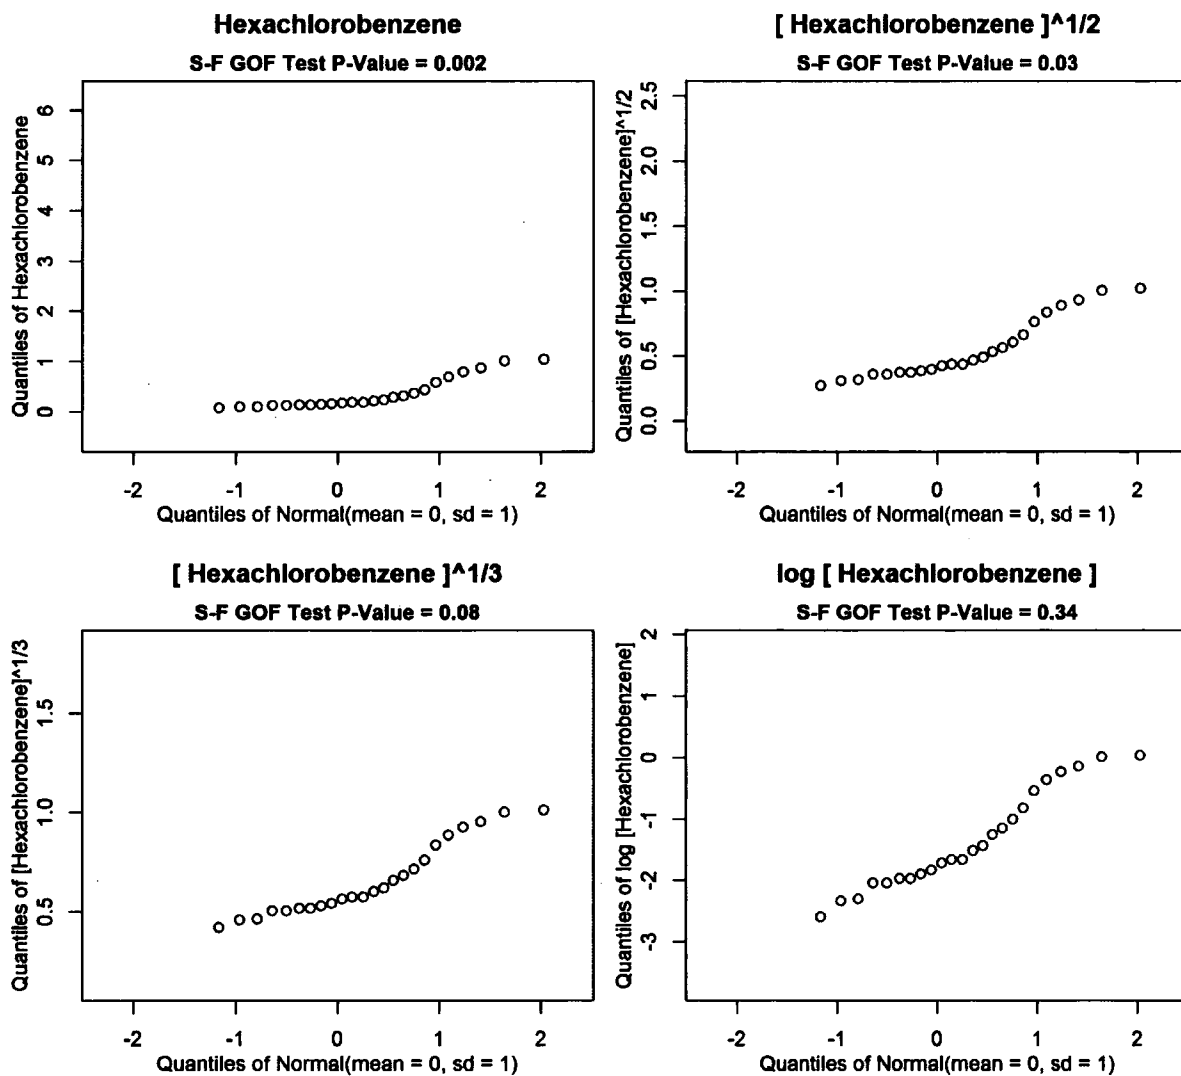 Hexachlorobenzene
S-F GOF Test P-Value = 0.002
Quantiles of Hexachlorobenzene
6
5
4
3
2
1
0
-2 -1 0 1 2
Quantiles of Normal(mean = 0, sd = 1)
[ Hexachlorobenzene ]^1/2
S-F GOF Test P-Value = 0.03
Quantiles of [Hexachlorobenzene]^1/2
2.5
2.0
1.5
1.0
0.5
0.0
-2 -1 0 1 2
Quantiles of Normal(mean = 0, sd = 1)
[ Hexachlorobenzene ]^1/3
S-F GOF Test P-Value = 0.08
Quantiles of [Hexachlorobenzene]^1/3
1.5
1.0
0.5
-2 -1 0 1 2
Quantiles of Normal(mean = 0, sd = 1)
log [ Hexachlorobenzene ]
S-F GOF Test P-Value = 0.34
Quantiles of log [Hexachlorobenzene]
2
1
0
-1
-2
-3
-2 -1 0 1 2
Quantiles of Normal(mean = 0, sd = 1)